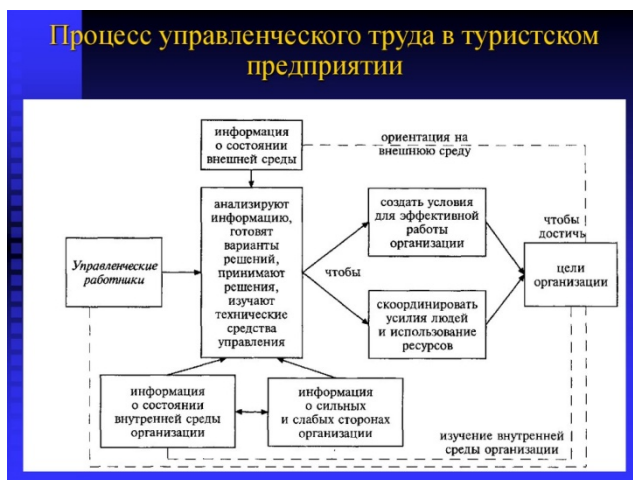 Процесс управленческого труда в туристском
предприятии
информация
о состоянии
внешней среды
ориентация на
внешнюю среду
анализируют
информацию,
готовят
варианты
решений,
принимают
решения,
изучают
технические
средства
управления
создать условия
для эффективной
работы
организации
чтобы
достичь
Управленческие
работники
чтобы
цели
организации
скоординировать
усилия людей
и использование
ресурсов
информация
о состоянии
внутренней среды
организации
информация
о сильных
и слабых сторонах
организации
изучение внутренней
среды организации